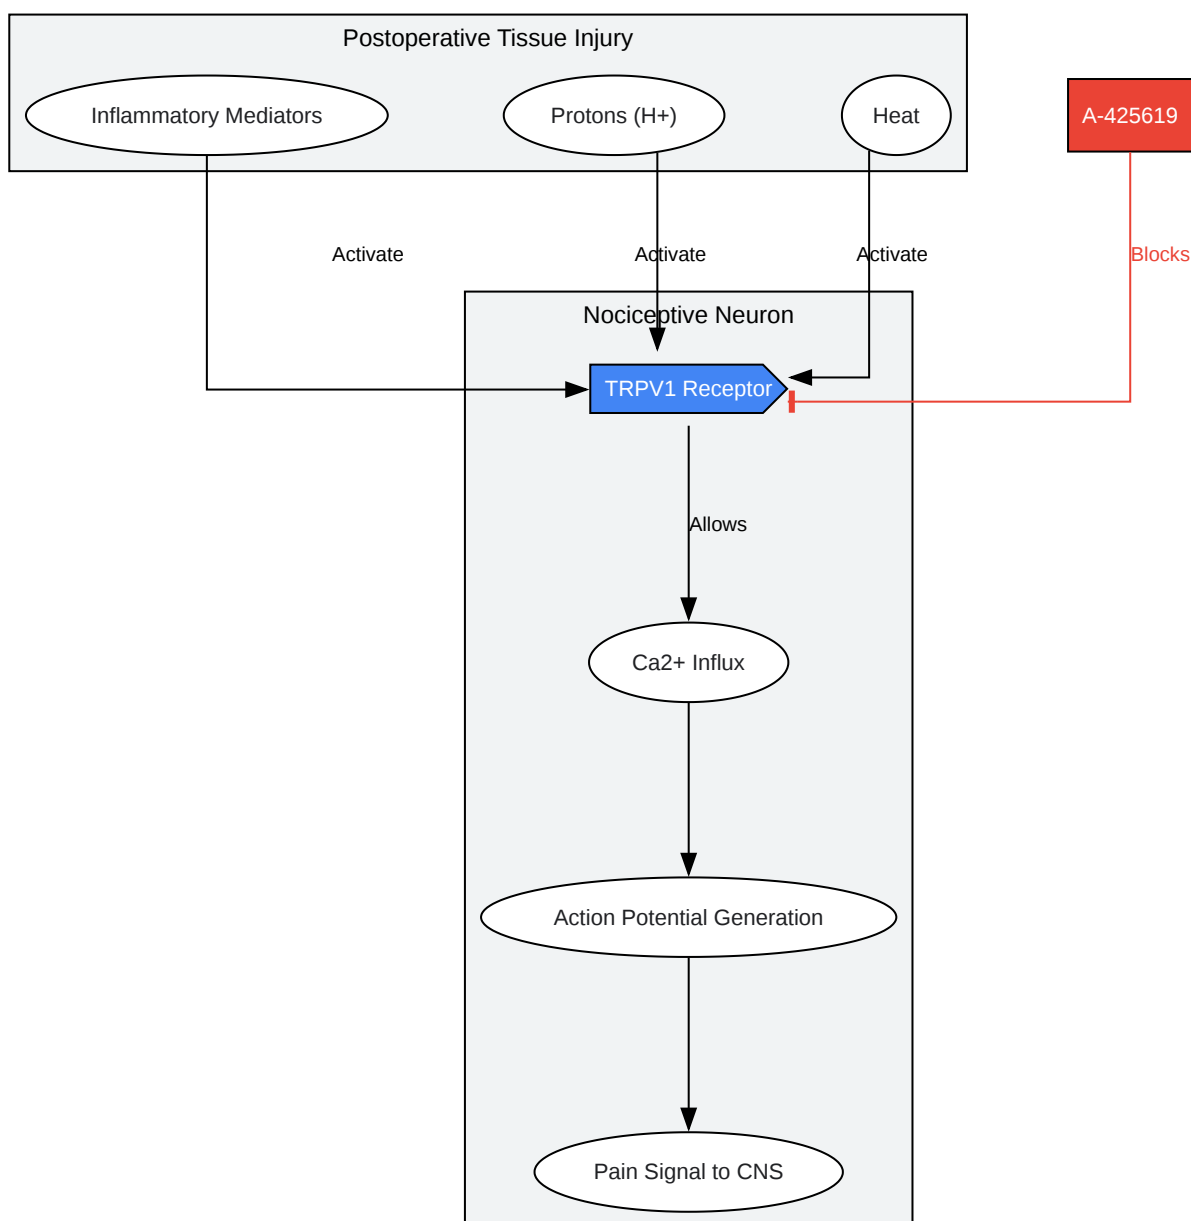 Postoperative Tissue Injury
Inflammatory Mediators
Protons (H+)
Heat
A-425619
Activate
Activate
Activate
Blocks
Nociceptive Neuron
TRPV1 Receptor
Allows
Ca2+ Influx
Action Potential Generation
Pain Signal to CNS